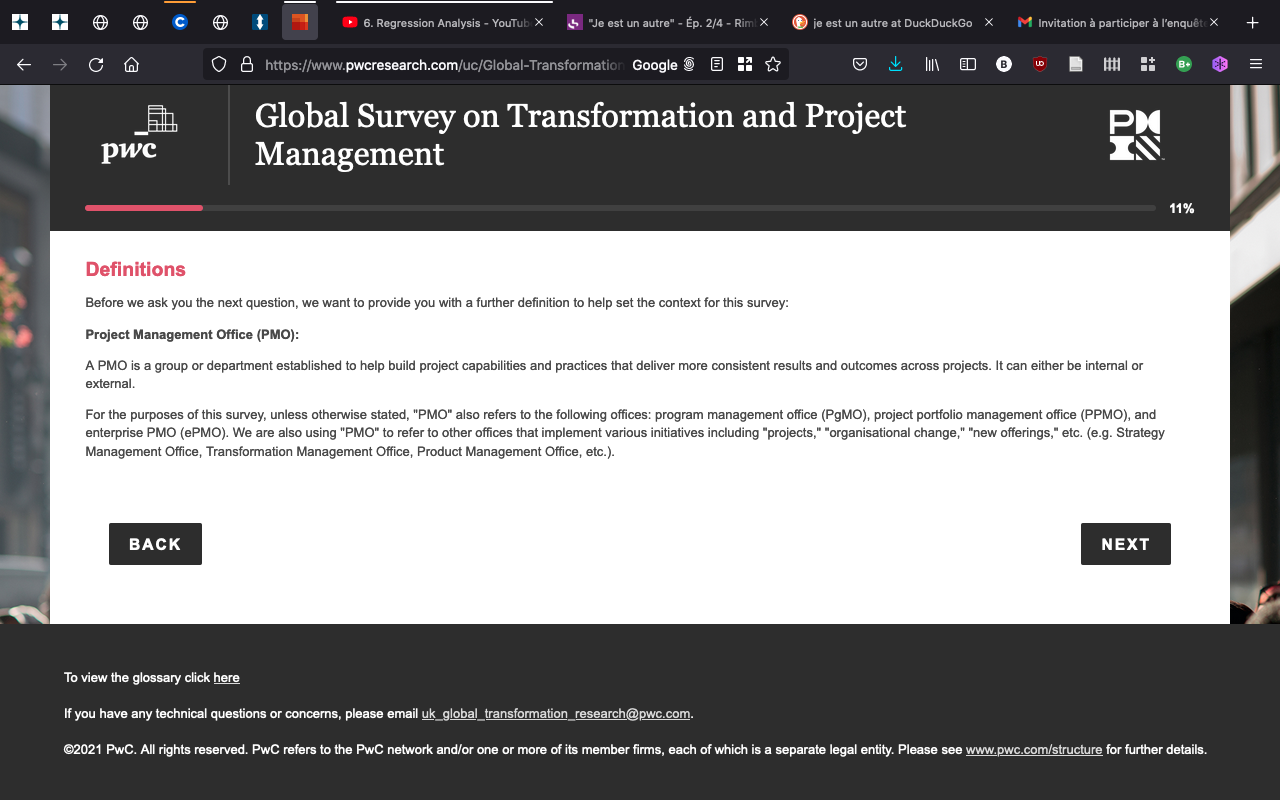 6. Regression Analysis - YouTub
"Je est un autre" - Ép. 2/4 - Rim
je est un autre at DuckDuckGo
Invitation à participer à l'enquêt
https://www.pwcresearch.com/uc/Global-Transformation
Google
pwc
Global Survey on Transformation and Project
Management
11%
Definitions
Before we ask you the next question, we want to provide you with a further definition to help set the context for this survey:
Project Management Office (PMO):
A PMO is a group or department established to help build project capabilities and practices that deliver more consistent results and outcomes across projects. It can either be internal or
external.
For the purposes of this survey, unless otherwise stated, "PMO" also refers to the following offices: program management office (PgMO), project portfolio management office (PPMO), and
enterprise PMO (ePMO). We are also using "PMO" to refer to other offices that implement various initiatives including "projects," "organisational change," "new offerings," etc. (e.g. Strategy
Management Office, Transformation Management Office, Product Management Office, etc.).
BACK
NEXT
To view the glossary click here
If you have any technical questions or concerns, please email uk_global_transformation_research@pwc.com.
©2021 PwC. All rights reserved. PwC refers to the PwC network and/or one or more of its member firms, each of which is a separate legal entity. Please see www.pwc.com/structure for further details.